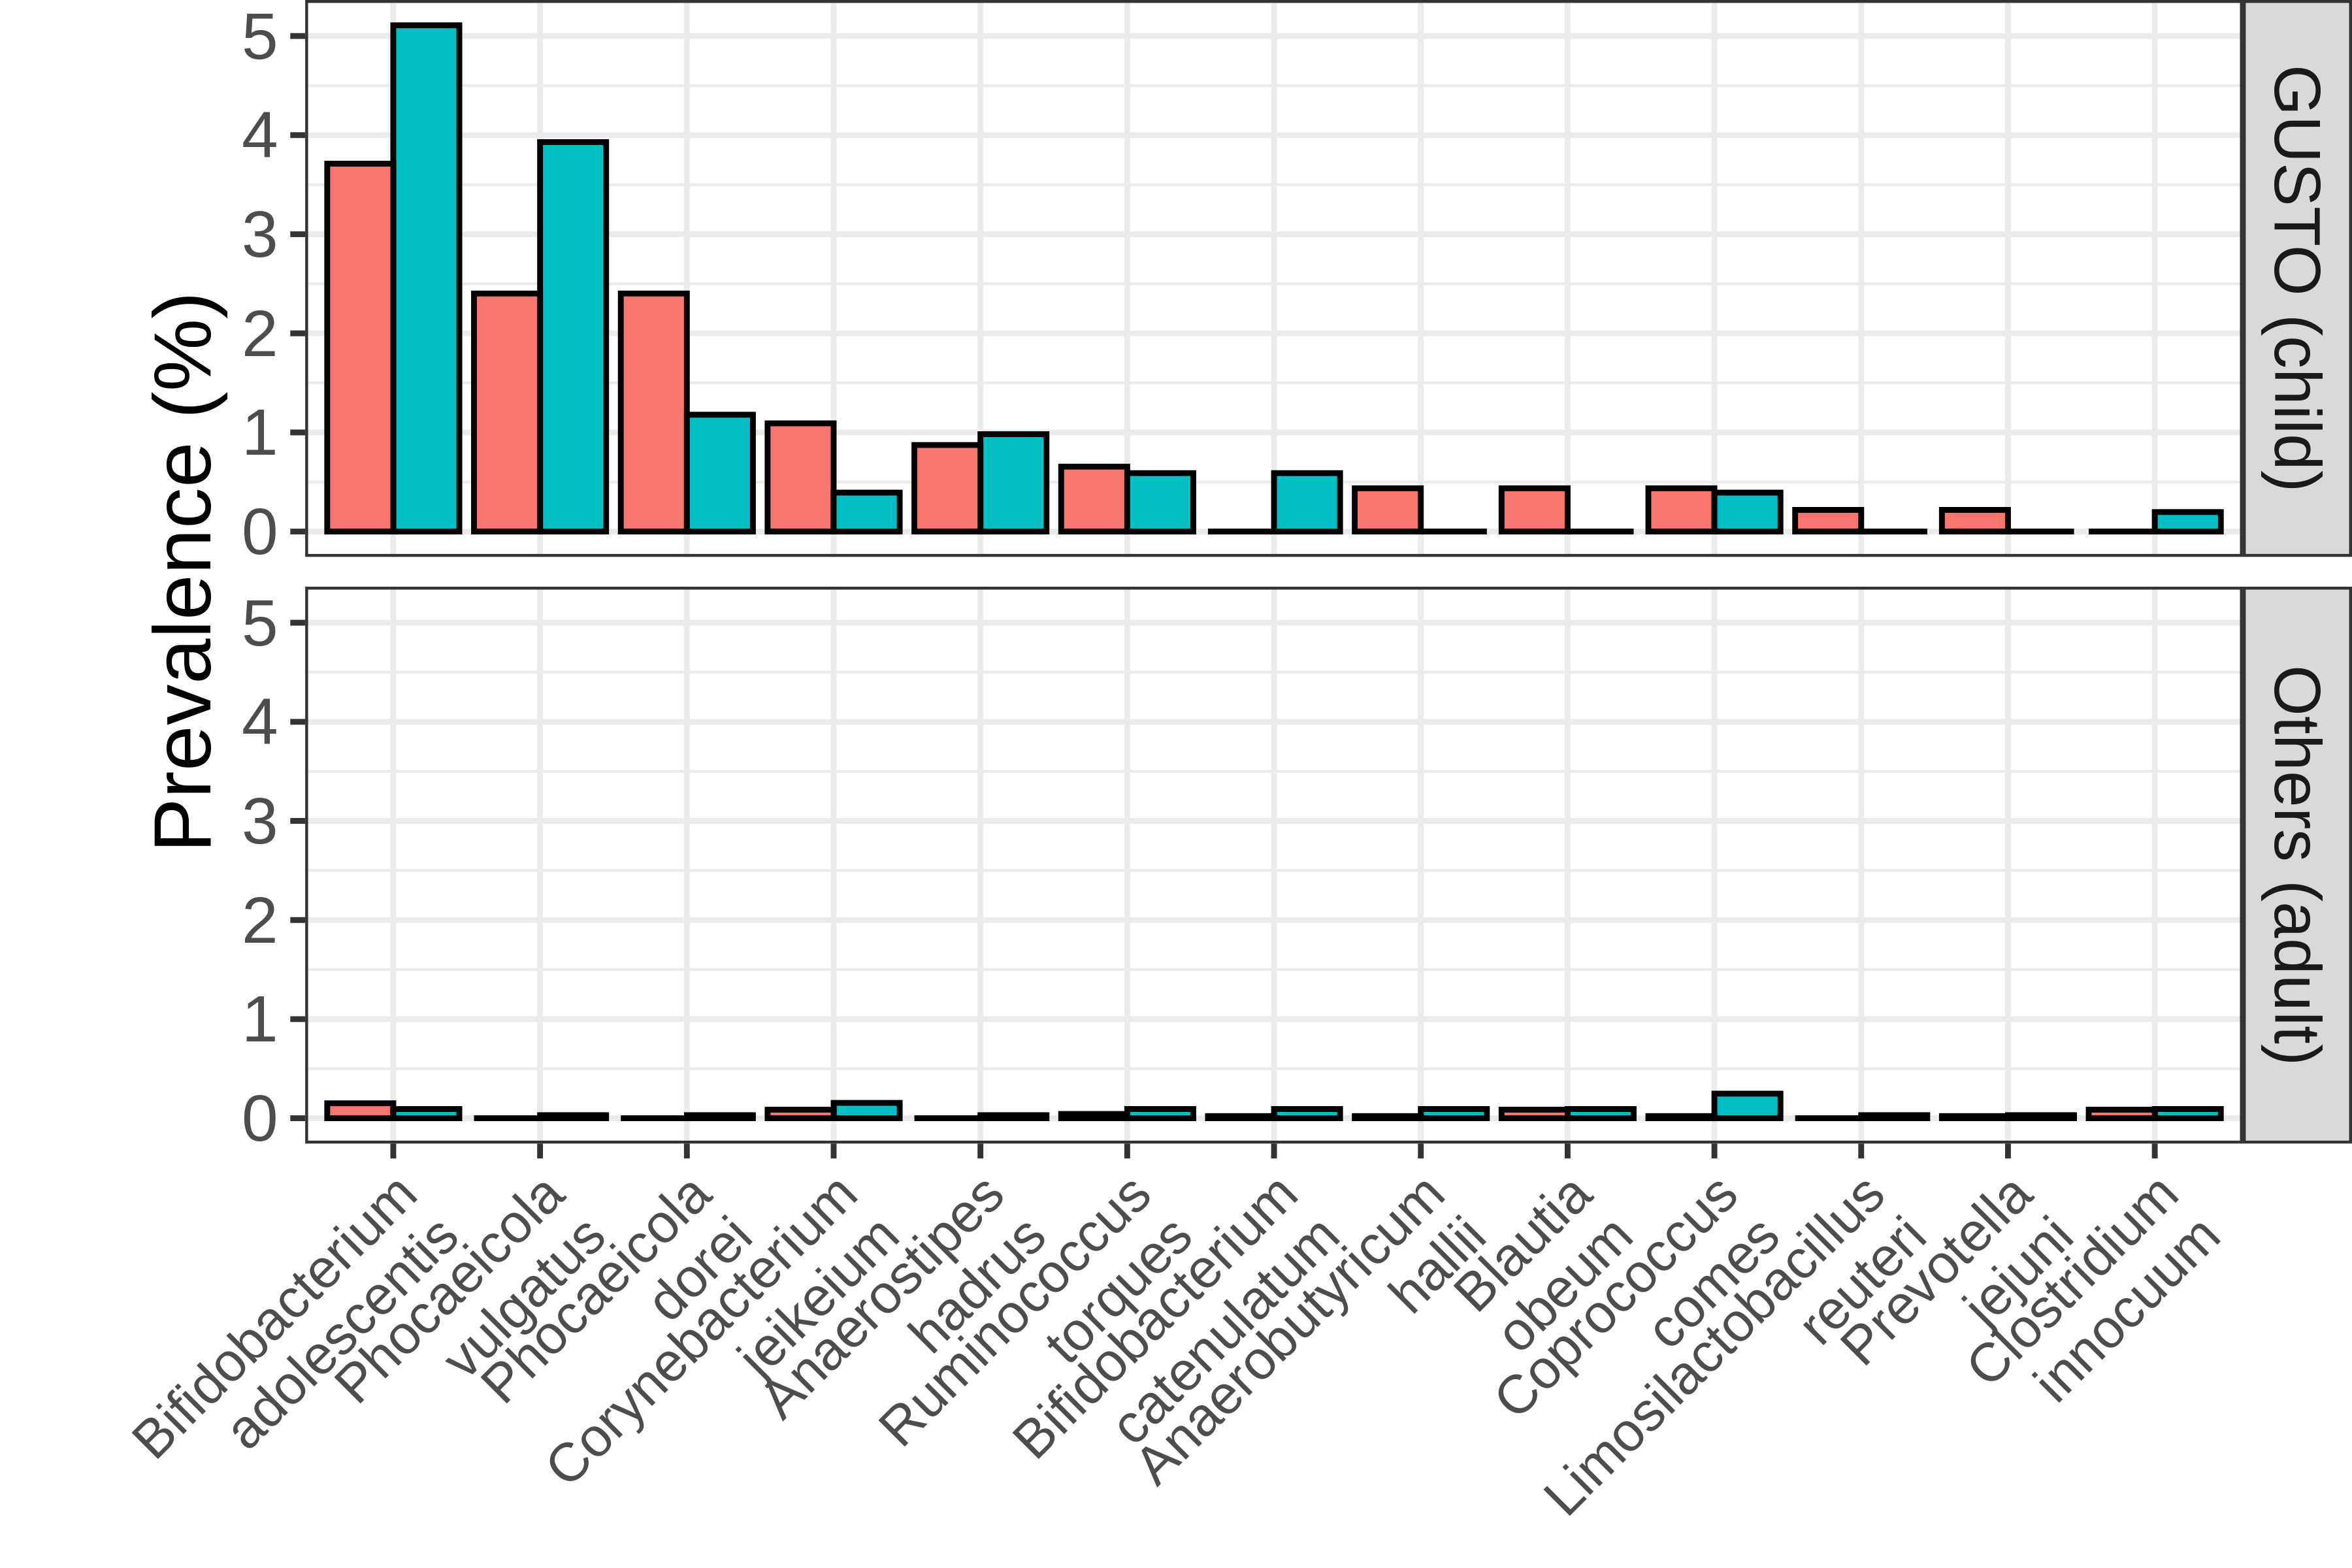 Prevalence (%)
5
4
3
2
1
0
GUSTO (child)
5
4
3
2
1
0
Others (adult)
Bifidobacterium
adolescentis
Phocaeicola
vulgatus
Phocaeicola
dorei
Corynebacterium
jeikeium
Anaerostipes
hadrus
Ruminococcus
torques
Bifidobacterium
catenulatum
Anaerobutyricum
hallii
Blautia
obeum
Coprococcus
comes
Limosilactobacillus
reuteri
Prevotella
jejuni
Clostridium
innocuum